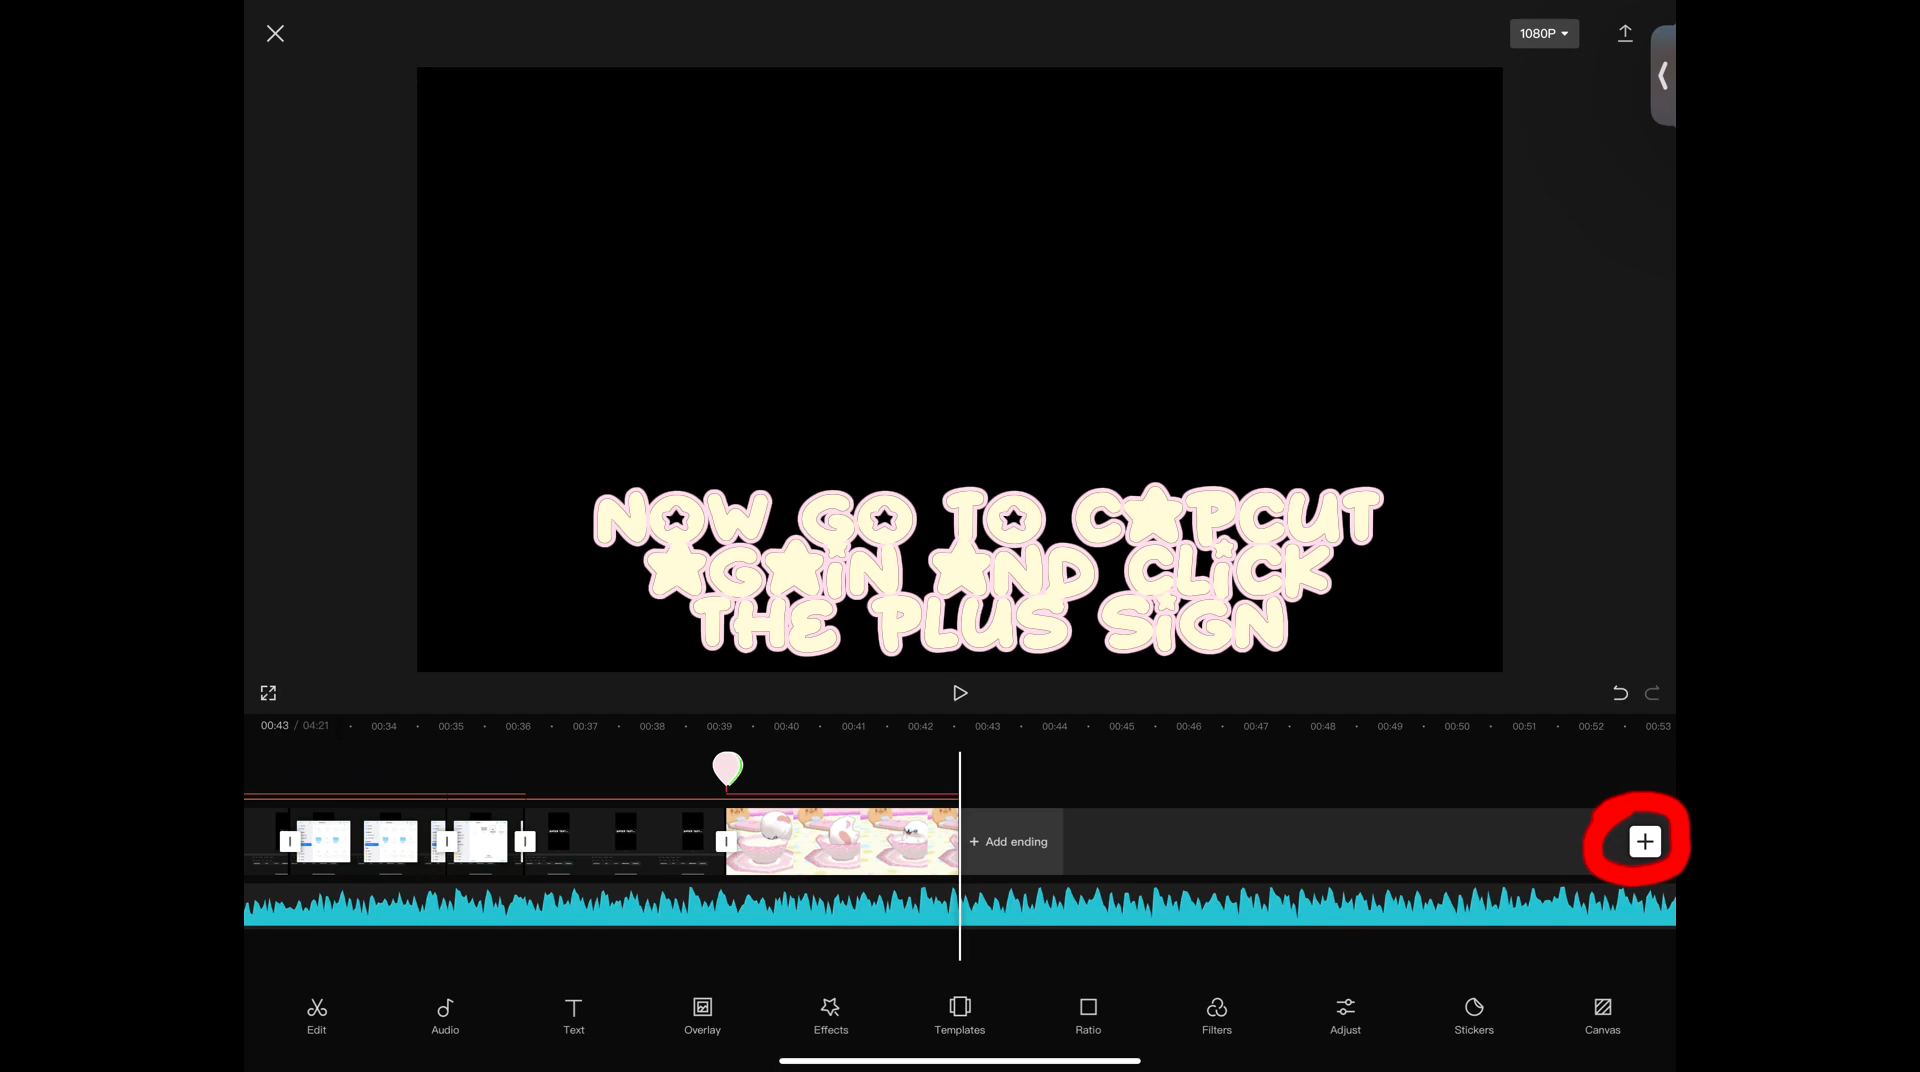 1080P
NOW GO TO CAPCUT
AGAIN AND CLICK
THE PLUS SIGN
00:43 / 04:21 00:34 00:35 00:36 00:37 00:38 00:39 00:40 00:41 00:42 00:43 00:44 00:45 00:46 00:47 00:48 00:49 00:50 00:51 00:52 00:53
+ Add ending
Edit Audio Text Overlay Effects Templates Ratio Filters Adjust Stickers Canvas